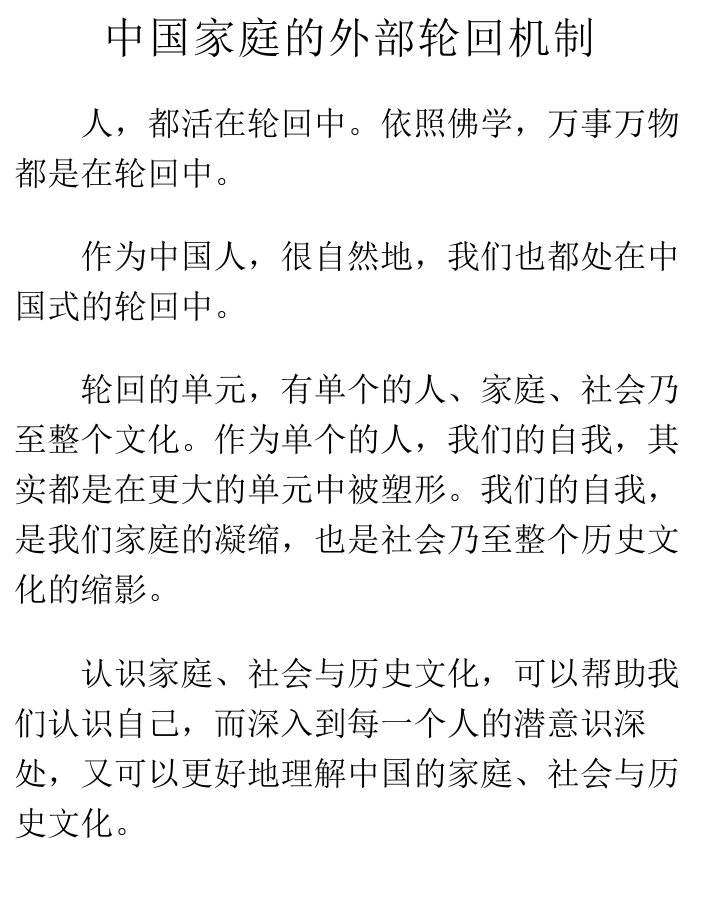 中国家庭的外部轮回机制
人，都活在轮回中。依照佛学，万事万物
都是在轮回中。
作为中国人，很自然地，我们也都处在中
国式的轮回中。
轮回的单元，有单个的人、家庭、社会乃
至整个文化。作为单个的人，我们的自我，其
实都是在更大的单元中被塑形。我们的自我，
是我们家庭的凝缩，也是社会乃至整个历史文
化的缩影。
认识家庭、社会与历史文化，可以帮助我
们认识自己，而深入到每一个人的潜意识深
处，又可以更好地理解中国的家庭、社会与历
史文化。